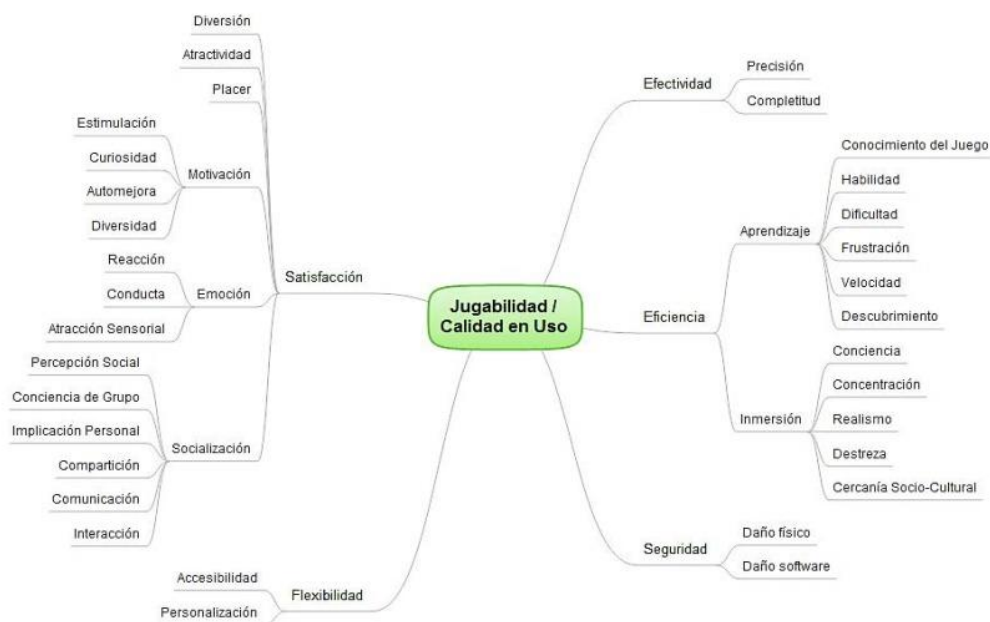 Diversión
Atractividad
Placer
Estimulación
Curiosidad
Automejora
Diversidad
Motivación
Reacción
Conducta
Atracción Sensorial
Emoción
Percepción Social
Conciencia de Grupo
Implicación Personal
Compartición
Comunicación
Interacción
Socialización
Satisfacción
Accesibilidad
Personalización
Flexibilidad
Jugabilidad /
Calidad en Uso
Efectividad
Precisión
Completitud
Eficiencia
Aprendizaje
Conocimiento del Juego
Habilidad
Dificultad
Frustración
Velocidad
Descubrimiento
Inmersión
Conciencia
Concentración
Realismo
Destreza
Cercanía Socio-Cultural
Seguridad
Daño físico
Daño software